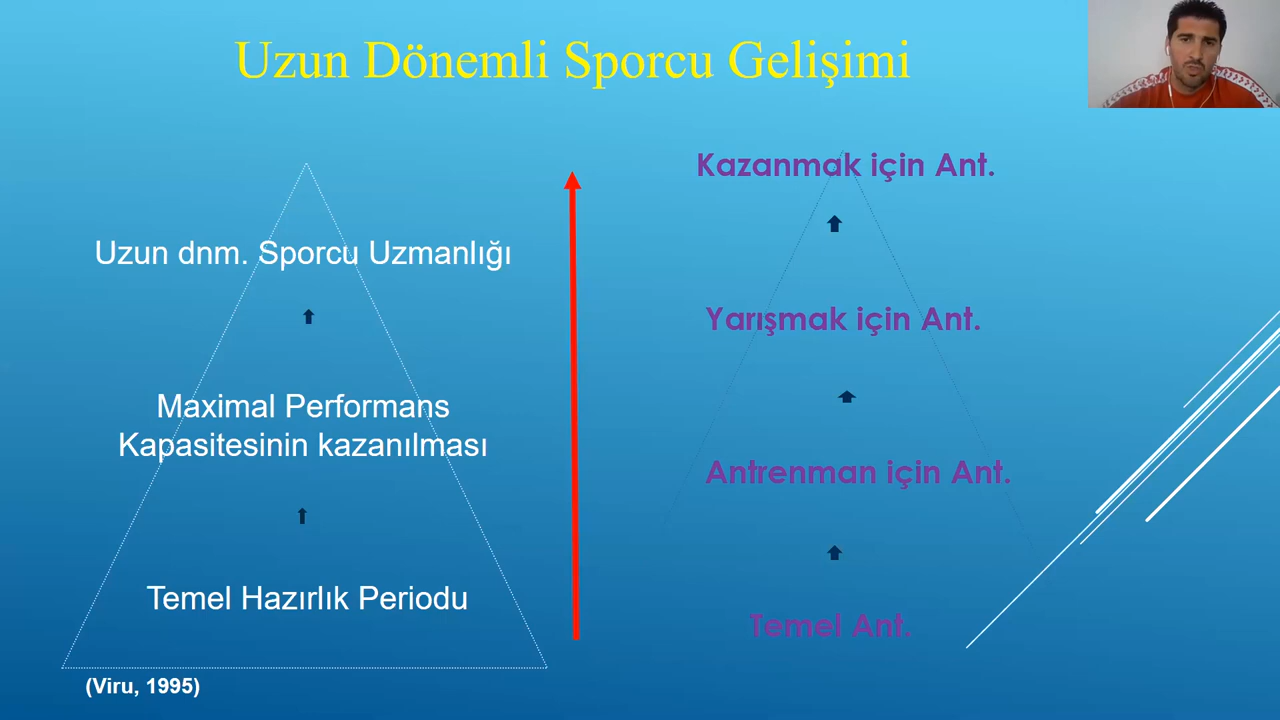 Uzun Dönemli Sporcu Gelişimi
Uzun dnm. Sporcu Uzmanlığı
Maximal Performans
Kapasitesinin kazanılması
Temel Hazırlık Periodu
(Viru, 1995)
Kazanmak için Ant.
Yarışmak için Ant.
Antrenman için Ant.
Temel Ant.